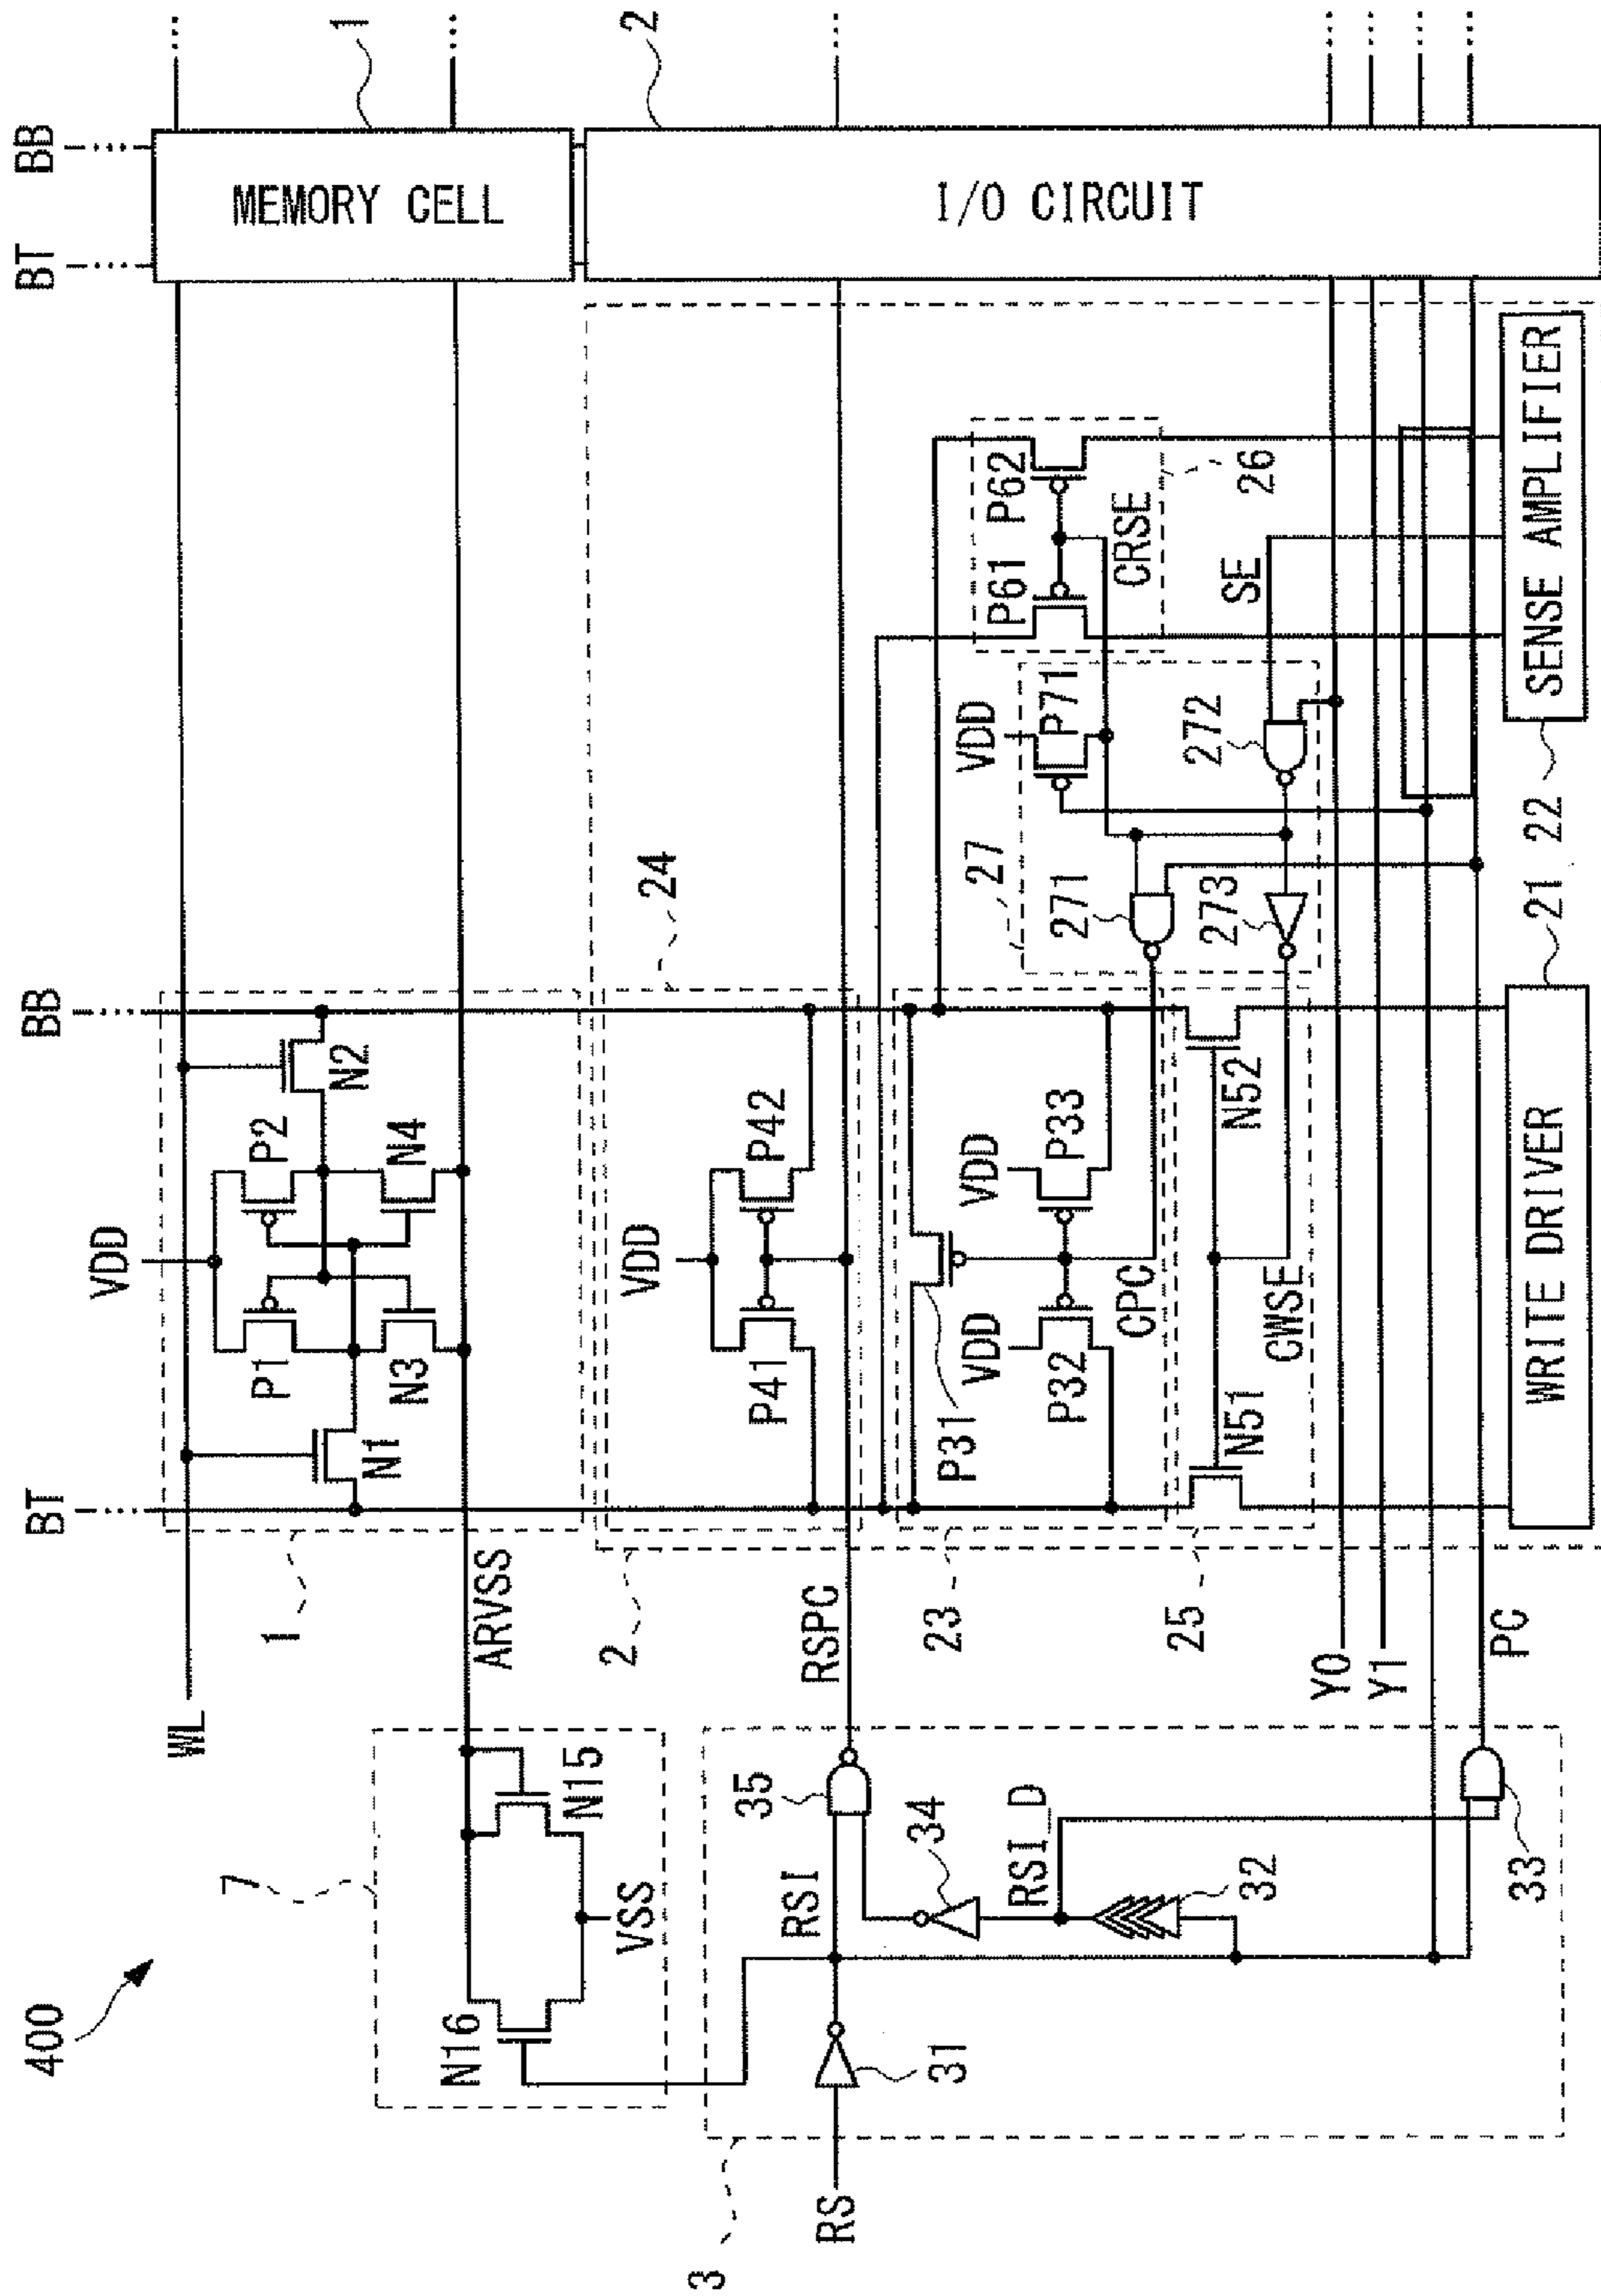 400
BT
BB
BT
BB
VDD
WL
P1
P2
N1
N2
N3
N4
MEMORY CELL
1
1
7
N16
N15
VSS
ARVSS
24
2
2
VDD
P41
P42
RSPC
RS
31
RSI
35
34
RSI_D
32
33
3
23
P31
VDD
VDD
P32
P33
CPC
27
271
VDD
P71
P61
P62
CRSE
26
25
N51
N52
CWSE
273
272
SE
Y0
Y1
PC
I/O CIRCUIT
WRITE DRIVER
21
22
SENSE AMPLIFIER